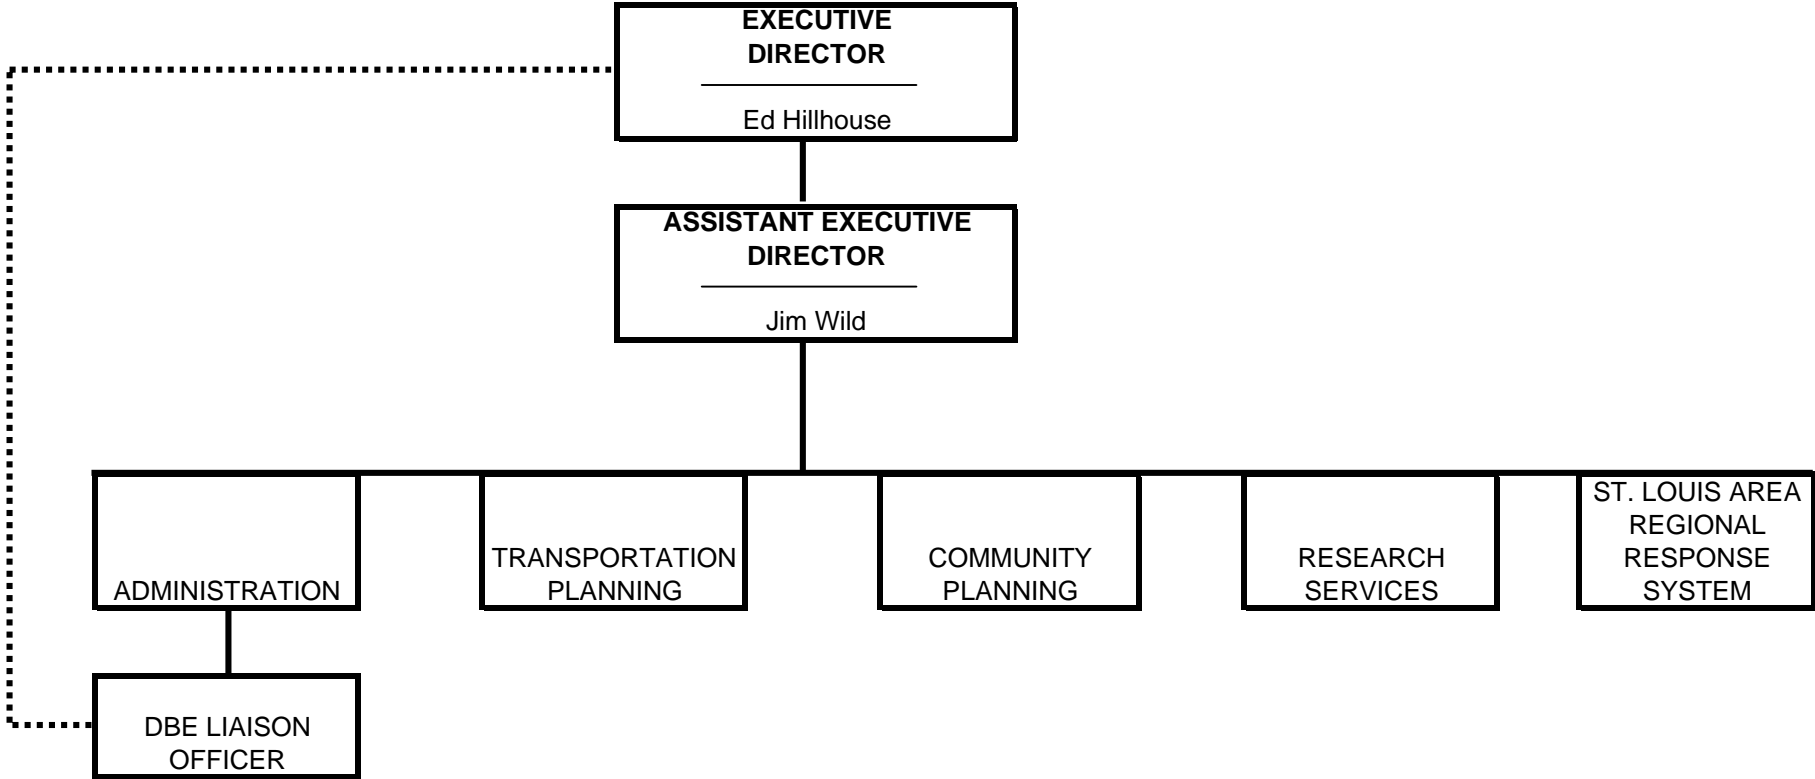 EXECUTIVE
DIRECTOR
Ed Hillhouse
ASSISTANT EXECUTIVE
DIRECTOR
Jim Wild
ADMINISTRATION
TRANSPORTATION
PLANNING
COMMUNITY
PLANNING
RESEARCH
SERVICES
ST. LOUIS AREA
REGIONAL
RESPONSE
SYSTEM
DBE LIAISON
OFFICER